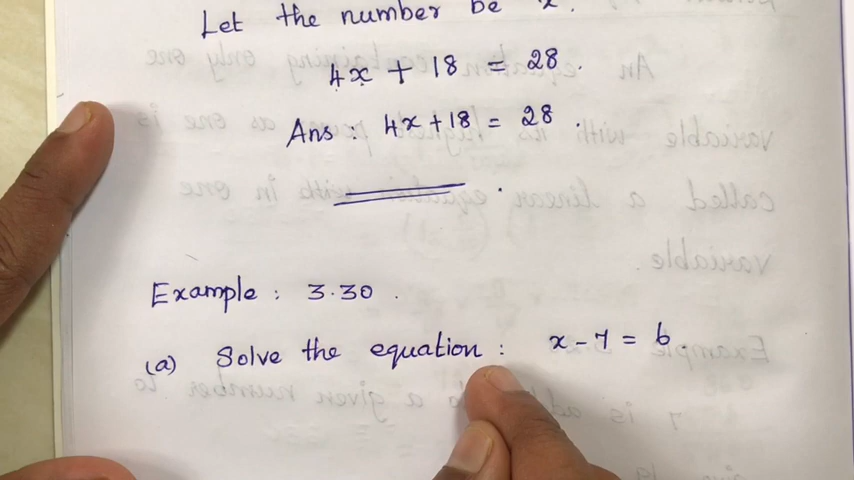 Let the number be x.
4x + 18 = 28.
Ans : 4x + 18 = 28.
Example : 3.30.
(a) Solve the equation : x - 7 = 6.